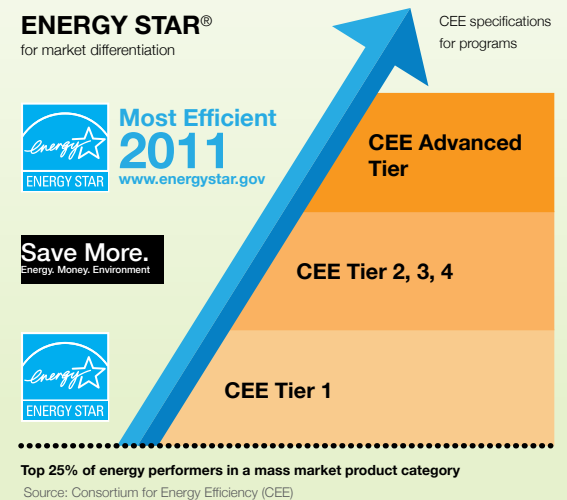 ENERGY STAR®
for market differentiation
CEE specifications
for programs
energy
ENERGY STAR
Most Efficient
2011
www.energystar.gov
CEE Advanced
Tier
Save More.
Energy. Money. Environment
CEE Tier 2, 3, 4
energy
ENERGY STAR
CEE Tier 1
Top 25% of energy performers in a mass market product category
Source: Consortium for Energy Efficiency (CEE)